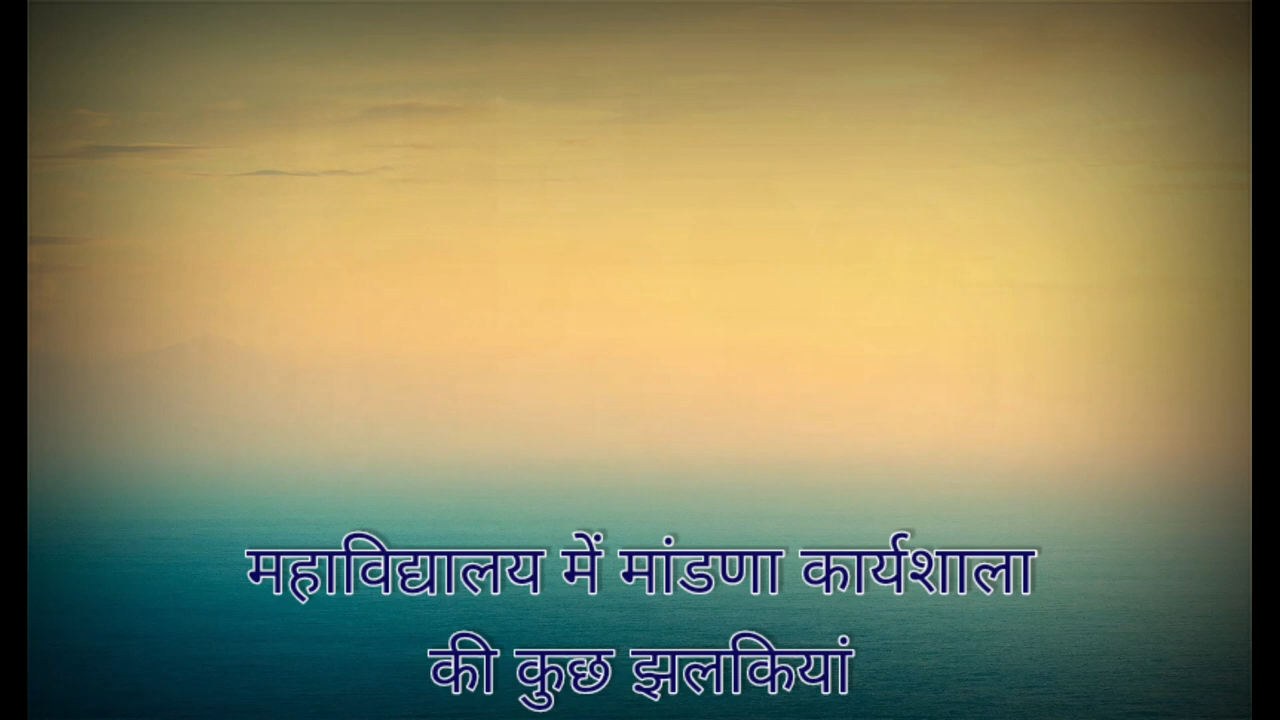 महाविद्यालय में मांडणा कार्यशाला
की कुछ झलकियां